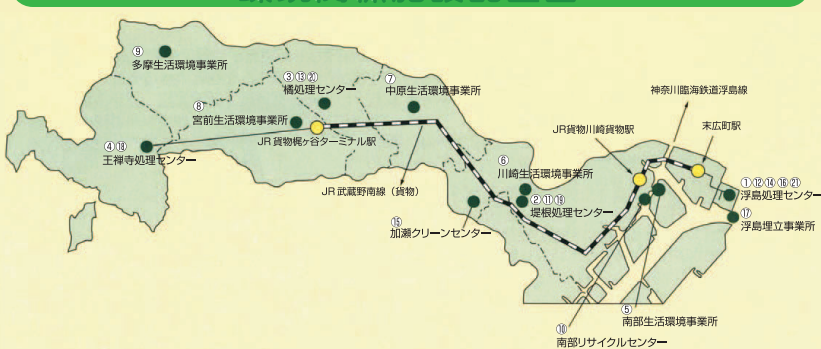 ⑨
多摩生活環境事業所
③⑬⑳
橘処理センター
⑦
中原生活環境事業所
⑧
宮前生活環境事業所
④⑱
王禅寺処理センター
JR貨物梶ヶ谷ターミナル駅
JR武蔵野南線(貨物)
神奈川臨海鉄道浮島線
末広町駅
JR貨物川崎貨物駅
⑥
川崎生活環境事業所
②⑪⑲
堤根処理センター
①⑫⑭⑯㉑
浮島処理センター
⑰
浮島埋立事業所
⑮
加瀬クリーンセンター
⑤
南部生活環境事業所
⑩
南部リサイクルセンター